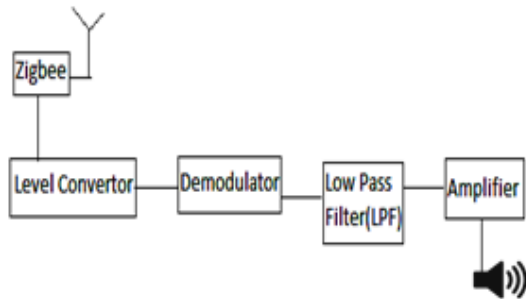 Zigbee
Level Convertor
Demodulator
Low Pass
Filter(LPF)
Amplifier